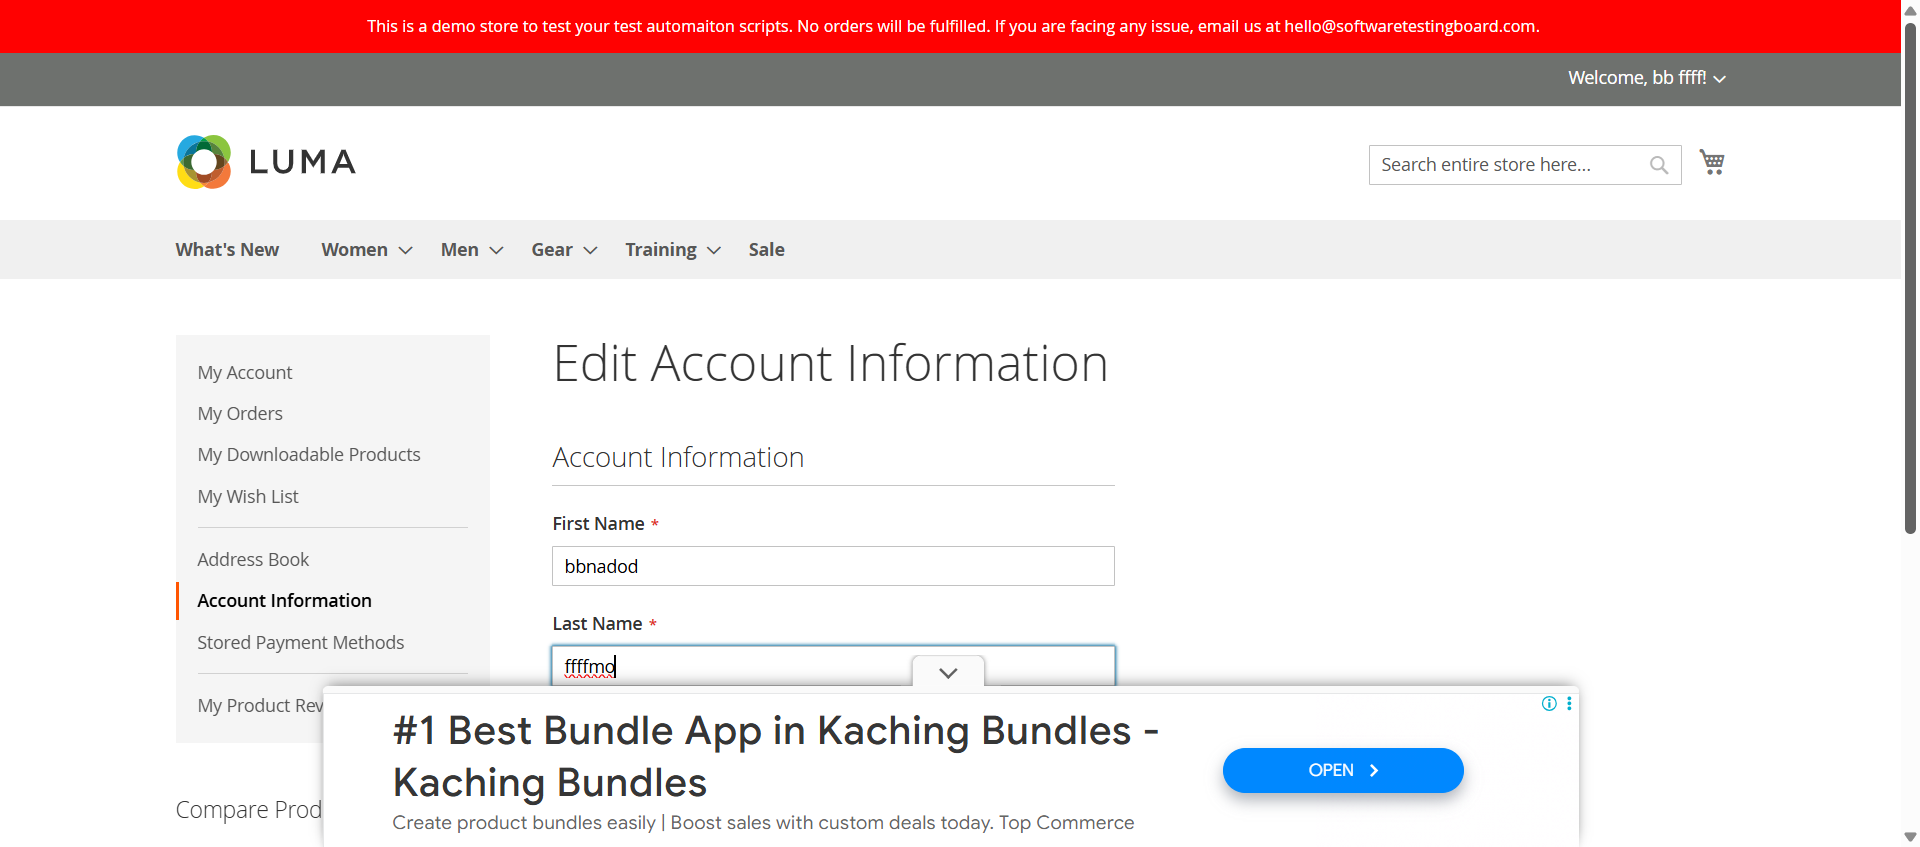 This is a demo store to test your test automaiton scripts. No orders will be fulfilled. If you are facing any issue, email us at hello@softwaretestingboard.com.
Welcome, bb ffff!
LUMA
Search entire store here...
What's New Women Men Gear Training Sale
My Account
My Orders
My Downloadable Products
My Wish List
Address Book
Account Information
Stored Payment Methods
My Product Rev
Compare Prod
Edit Account Information
Account Information
First Name *
bbnadod
Last Name *
ffffmo
#1 Best Bundle App in Kaching Bundles -
Kaching Bundles
Create product bundles easily | Boost sales with custom deals today. Top Commerce
OPEN